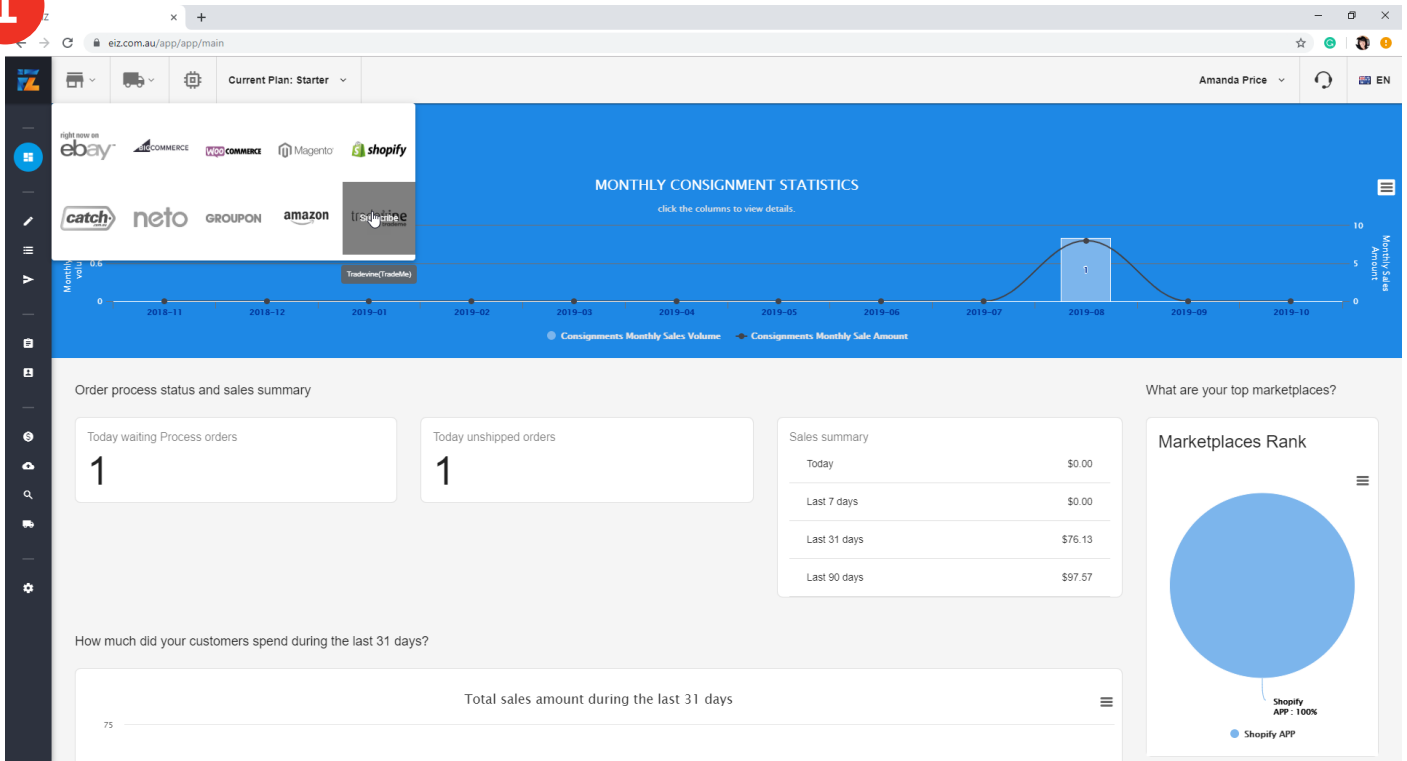 1
eiz.com.au/app/app/main
Current Plan: Starter
Amanda Price
EN
right now on
ebay
BIGCOMMERCE
WOO COMMERCE
Magento
shopify
catch
neto
GROUPON
amazon
Subscribe
Tradevine(TradeMe)
MONTHLY CONSIGNMENT STATISTICS
click the columns to view details.
10
5
0
Monthly Sales
Amount
Monthly
volu
0.6
0
1
2018-11
2018-12
2019-01
2019-02
2019-03
2019-04
2019-05
2019-06
2019-07
2019-08
2019-09
2019-10
Consignments Monthly Sales Volume
Consignments Monthly Sale Amount
Order process status and sales summary
What are your top marketplaces?
Today waiting Process orders
1
Today unshipped orders
1
Sales summary
Today $0.00
Last 7 days $0.00
Last 31 days $76.13
Last 90 days $97.57
Marketplaces Rank
Shopify
APP : 100%
Shopify APP
How much did your customers spend during the last 31 days?
Total sales amount during the last 31 days
75